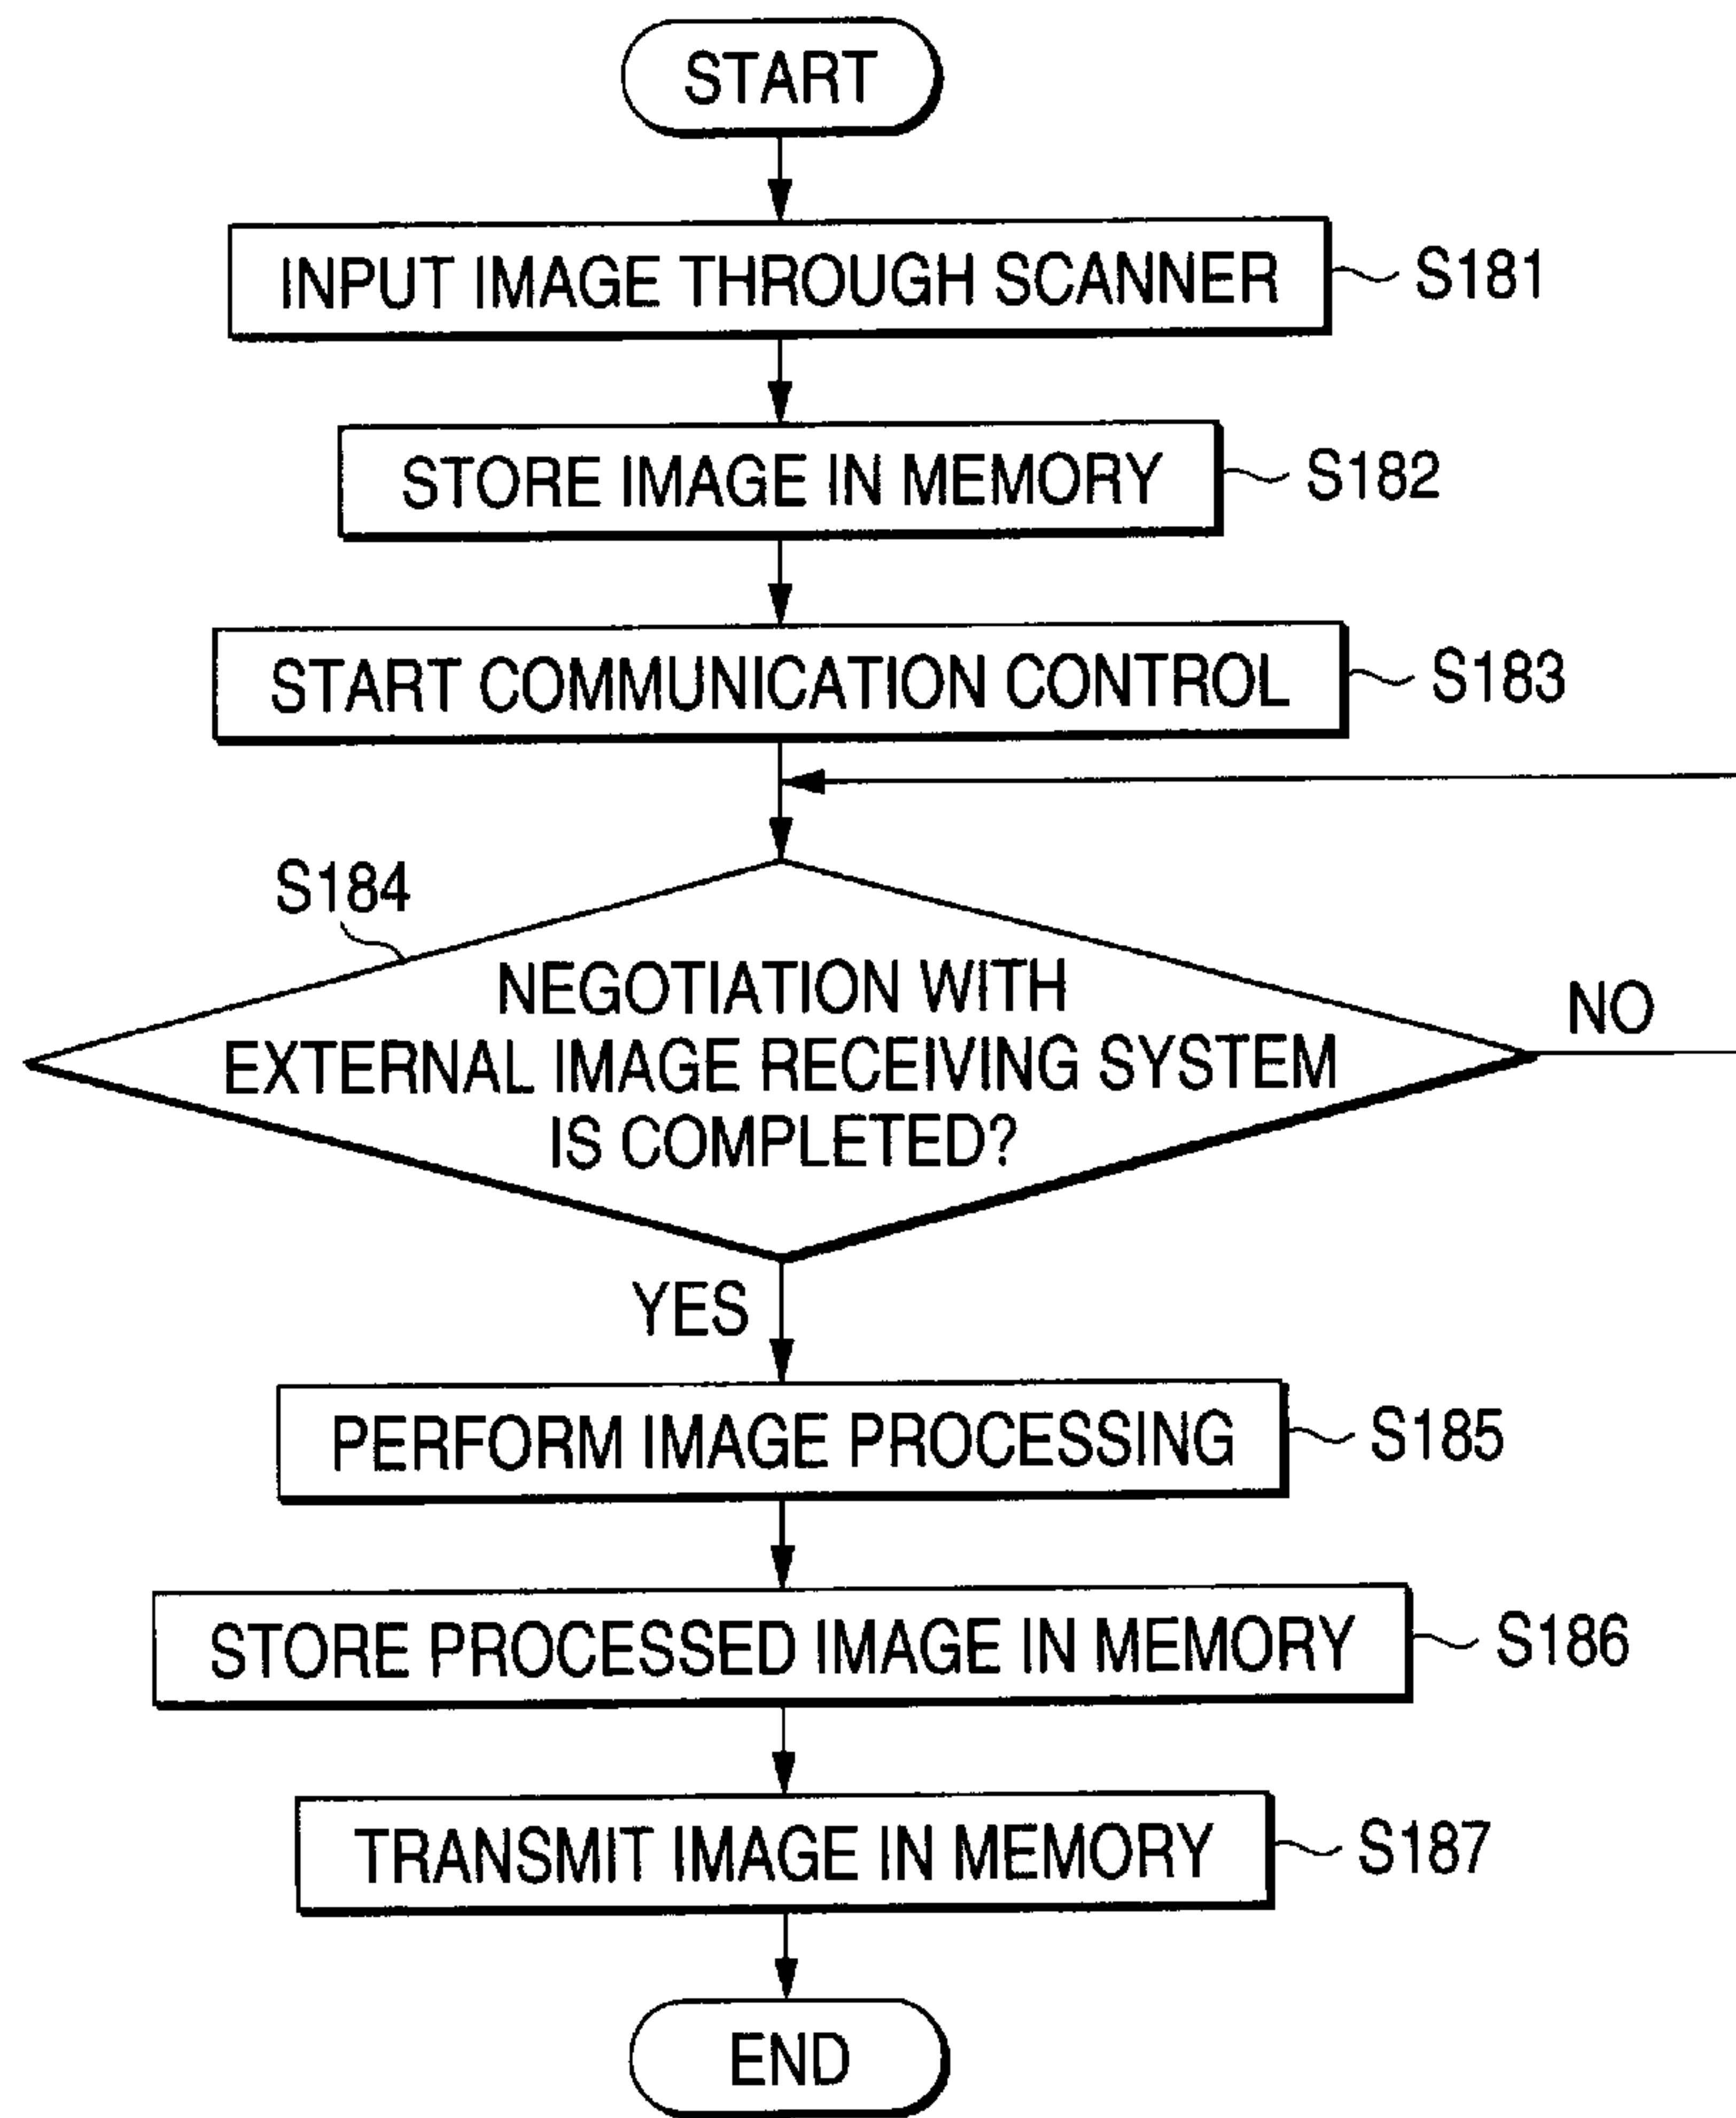 START
INPUT IMAGE THROUGH SCANNER S181
STORE IMAGE IN MEMORY S182
START COMMUNICATION CONTROL S183
S184
NEGOTIATION WITH
EXTERNAL IMAGE RECEIVING SYSTEM
IS COMPLETED?
NO
YES
PERFORM IMAGE PROCESSING S185
STORE PROCESSED IMAGE IN MEMORY S186
TRANSMIT IMAGE IN MEMORY S187
END